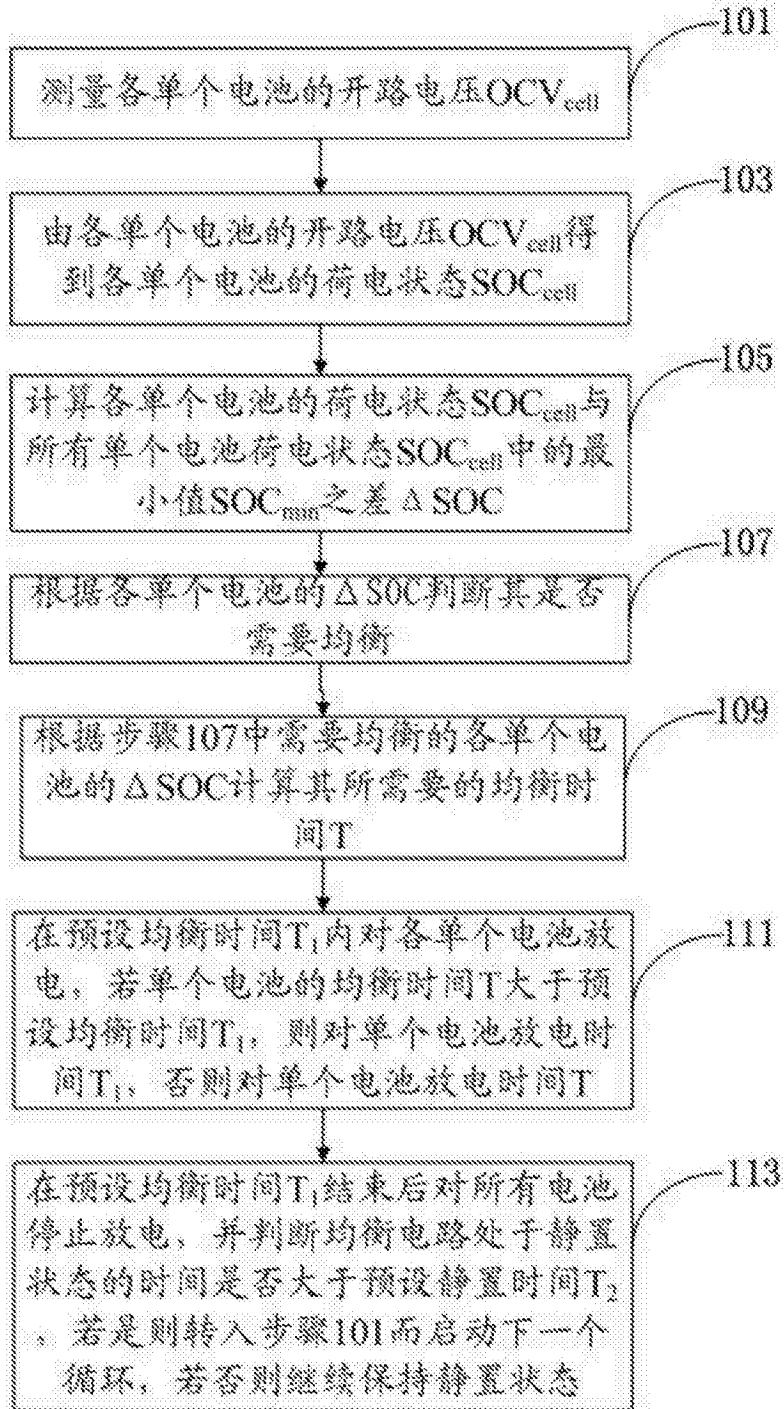 101
测量各单个电池的开路电压OCVcell
103
由各单个电池的开路电压OCVcell得
到各单个电池的荷电状态SOCcell
105
计算各单个电池的荷电状态SOCcell与
所有单个电池荷电状态SOCcell中的最
小值SOCmin之差ΔSOC
107
根据各单个电池的ΔSOC判断其是否
需要均衡
109
根据步骤107中需要均衡的各单个电
池的ΔSOC计算其所需要的均衡时
间T
111
在预设均衡时间T1内对各单个电池放
电,若单个电池的均衡时间T大于预
设均衡时间T1,则对单个电池放电时
间T1,否则对单个电池放电时间T
113
在预设均衡时间T1结束后对所有电池
停止放电,并判断均衡电路处于静置
状态的时间是否大于预设静置时间T2
,若是则转入步骤101而启动下一个
循环,若否则继续保持静置状态